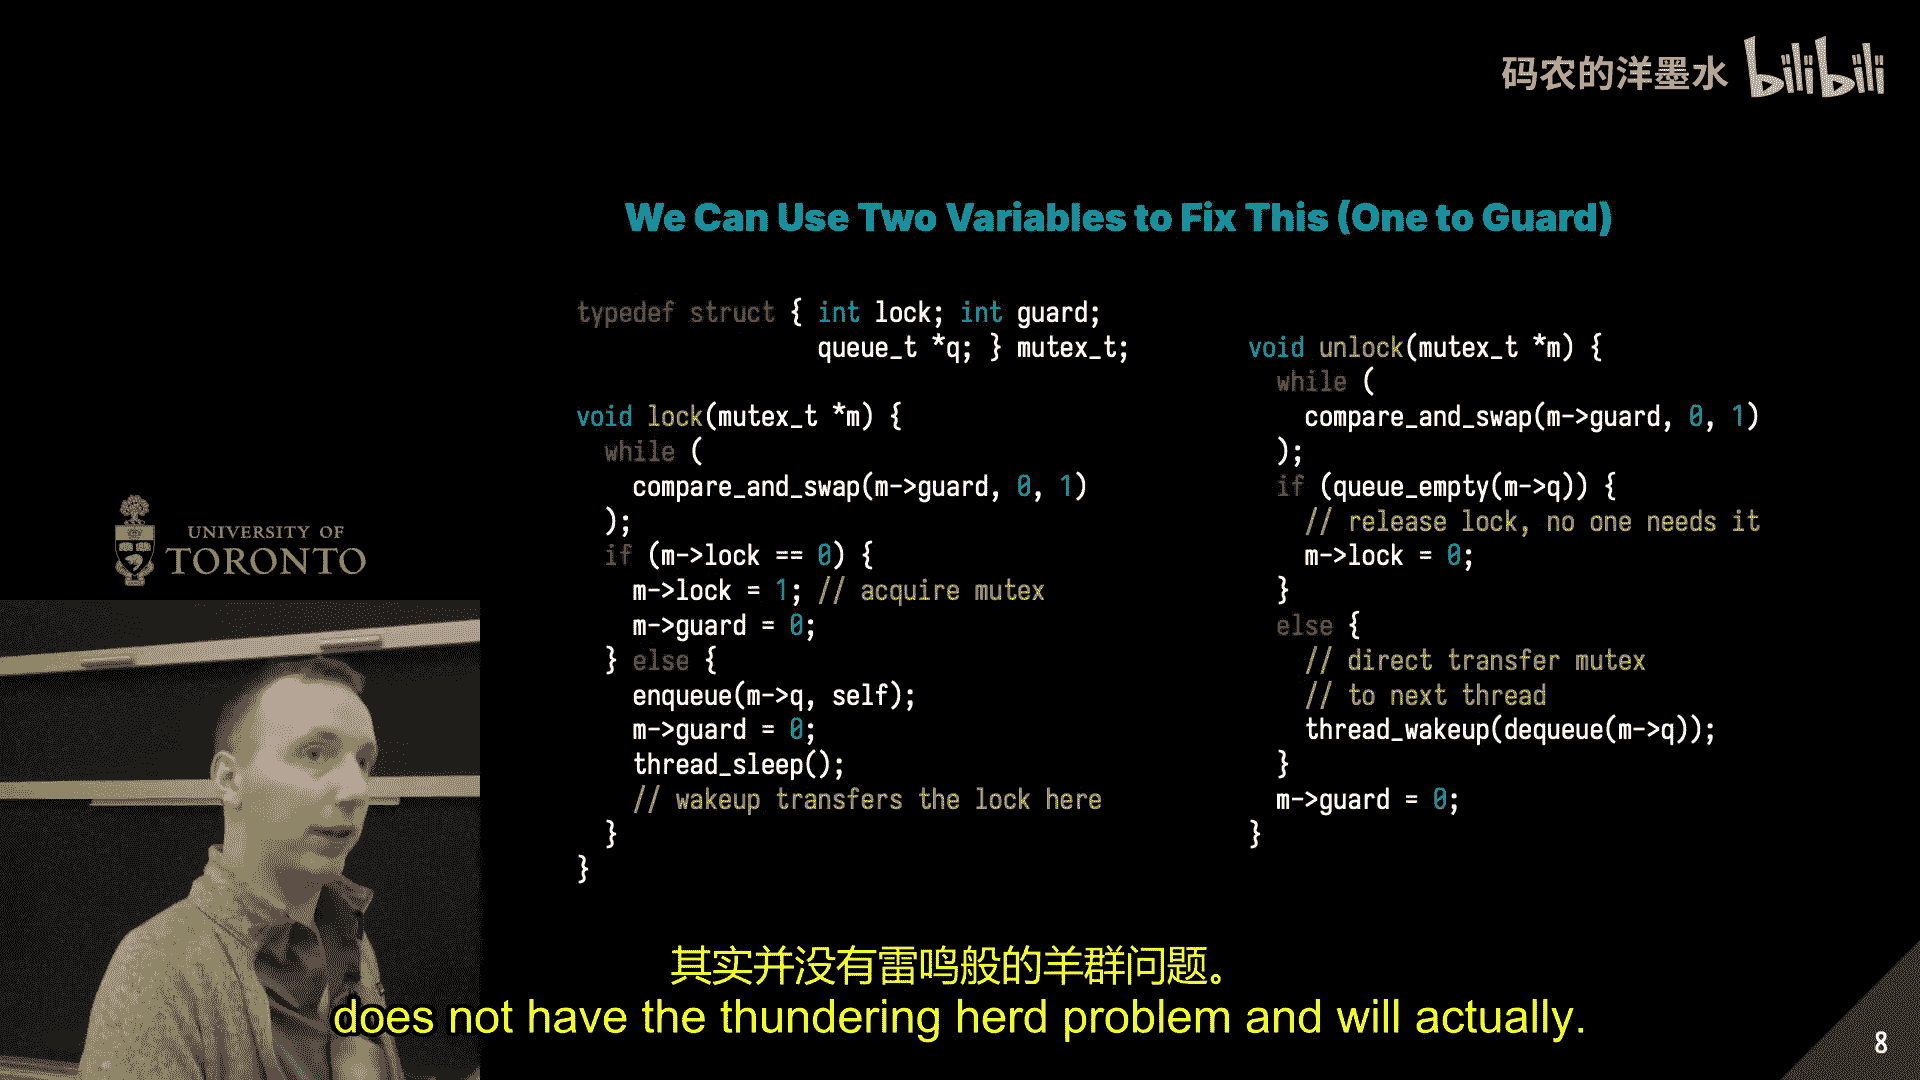 码农的洋墨水 bilibili
We Can Use Two Variables to Fix This (One to Guard)
typedef struct { int lock; int guard;
queue_t *q; } mutex_t;
void lock(mutex_t *m) {
while (
compare_and_swap(m->guard, 0, 1)
);
if (m->lock == 0) {
m->lock = 1; // acquire mutex
m->guard = 0;
} else {
enqueue(m->q, self);
m->guard = 0;
thread_sleep();
// wakeup transfers the lock here
}
}
void unlock(mutex_t *m) {
while (
compare_and_swap(m->guard, 0, 1)
);
if (queue_empty(m->q)) {
// release lock, no one needs it
m->lock = 0;
}
else {
// direct transfer mutex
// to next thread
thread_wakeup(dequeue(m->q));
}
m->guard = 0;
}
UNIVERSITY OF
TORONTO
其实并没有雷鸣般的羊群问题。
does not have the thundering herd problem and will actually.
8